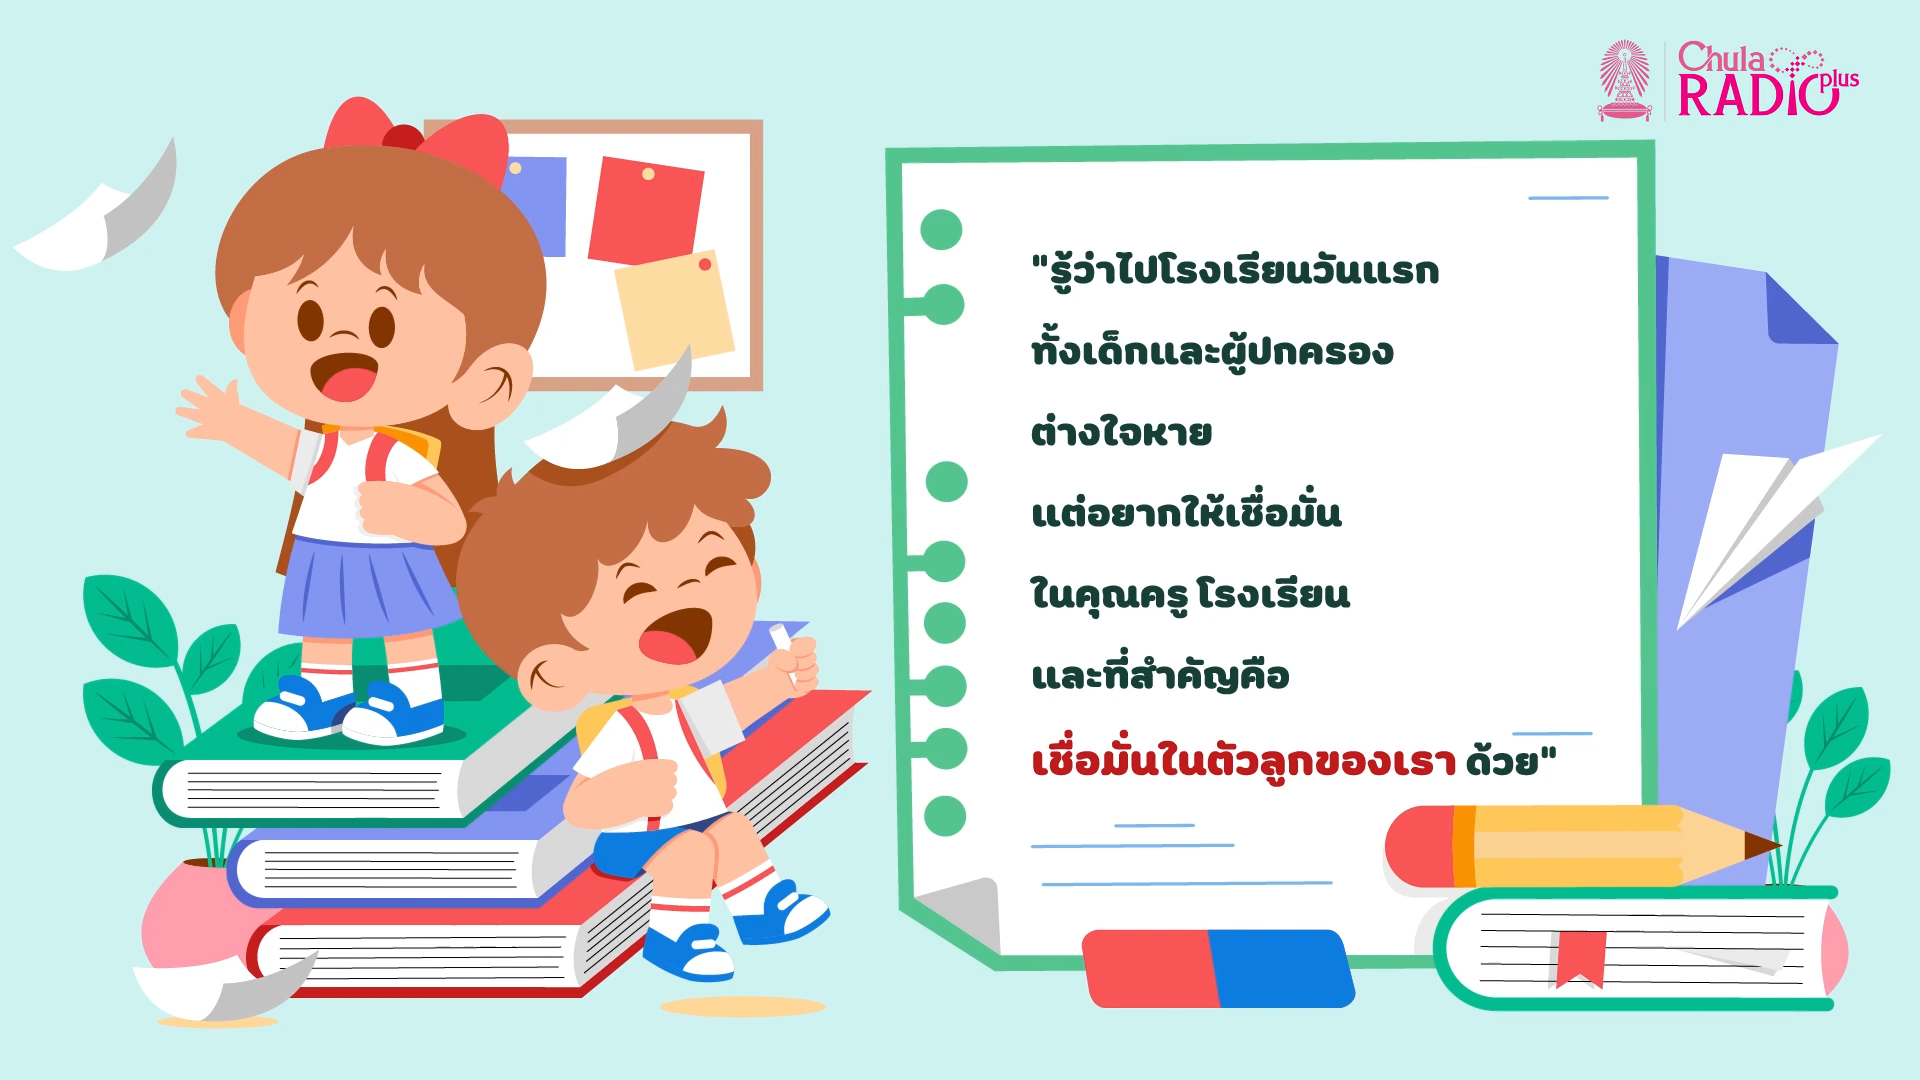 Chula
RADIO plus
"รู้ว่าไปโรงเรียนวันแรก
ทั้งเด็กและผู้ปกครอง
ต่างใจหาย
แต่อยากให้เชื่อมั่น
ในคุณครู โรงเรียน
และที่สำคัญคือ
เชื่อมั่นในตัวลูกของเรา ด้วย"